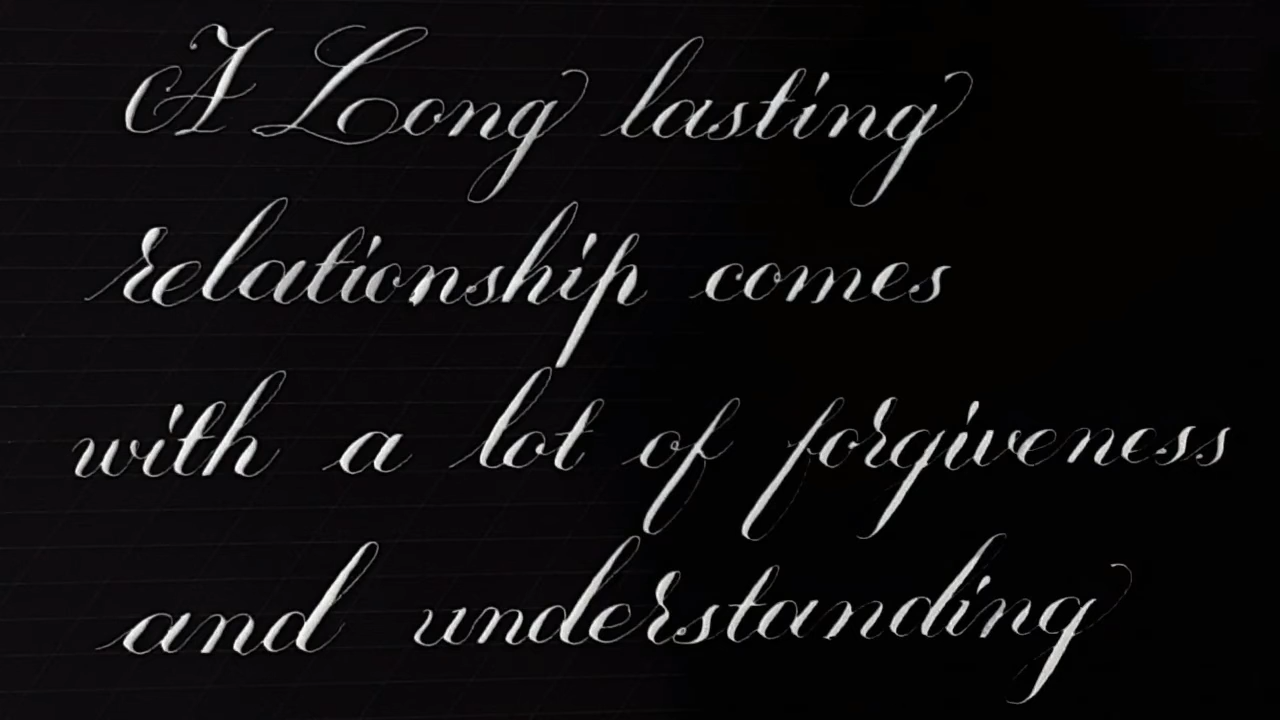 A Long lasting
relationship comes
with a lot of forgiveness
and understanding